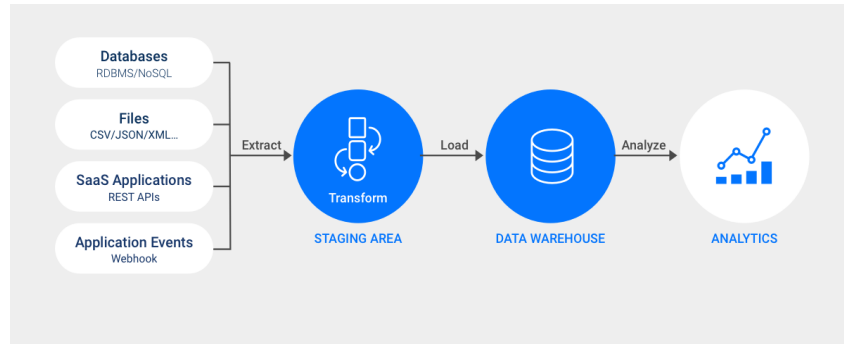 Databases
RDBMS/NoSQL
Files
CSV/JSON/XML...
SaaS Applications
REST APIs
Application Events
Webhook
Extract
Transform
STAGING AREA
Load
DATA WAREHOUSE
Analyze
ANALYTICS